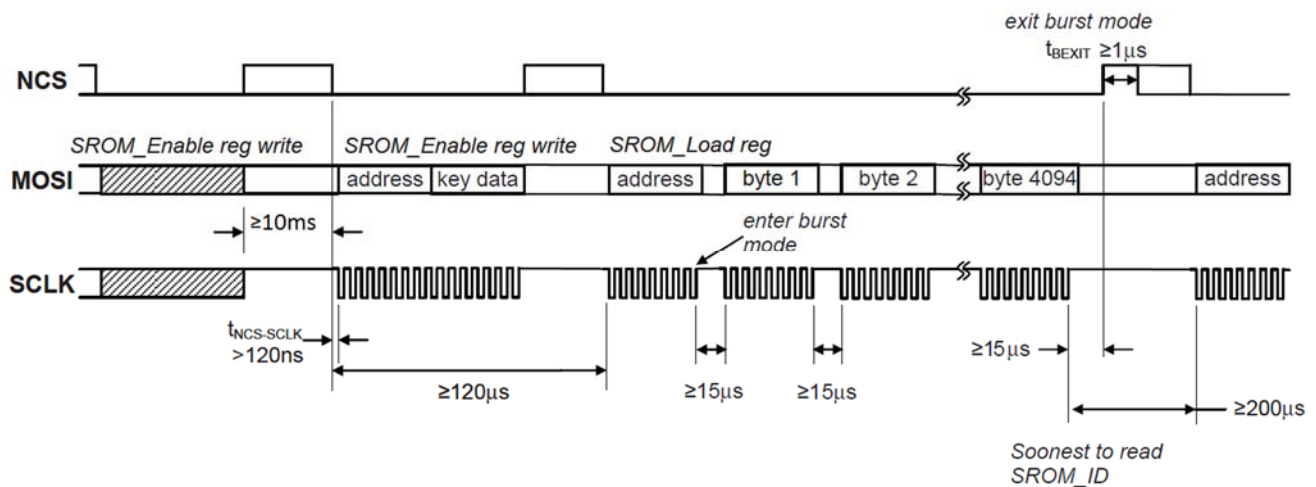 exit burst mode
tBEXIT ≥1μs
NCS
SROM_Enable reg write SROM_Enable reg write SROM_Load reg
MOSI address key data address byte 1 byte 2 byte 4094 address
≥10ms
enter burst
mode
SCLK
tNCS-SCLK
>120ns
≥120μs
≥15μs
≥15μs
≥15μs
≥200μs
Soonest to read
SROM_ID